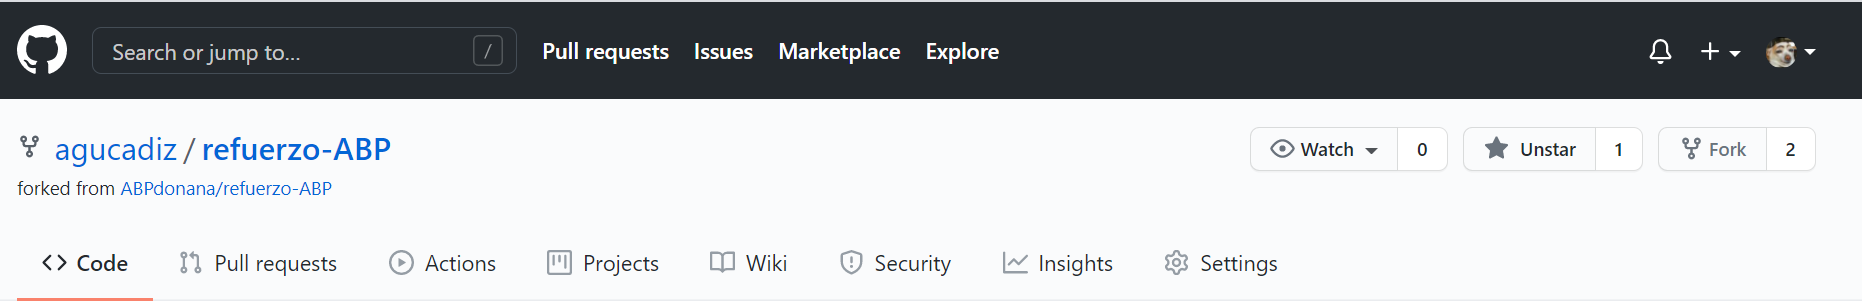 Search or jump to... / Pull requests Issues Marketplace Explore
agucadiz / refuerzo-ABP Watch 0 Unstar 1 Fork 2
forked from ABPdonana/refuerzo-ABP
Code Pull requests Actions Projects Wiki Security Insights Settings